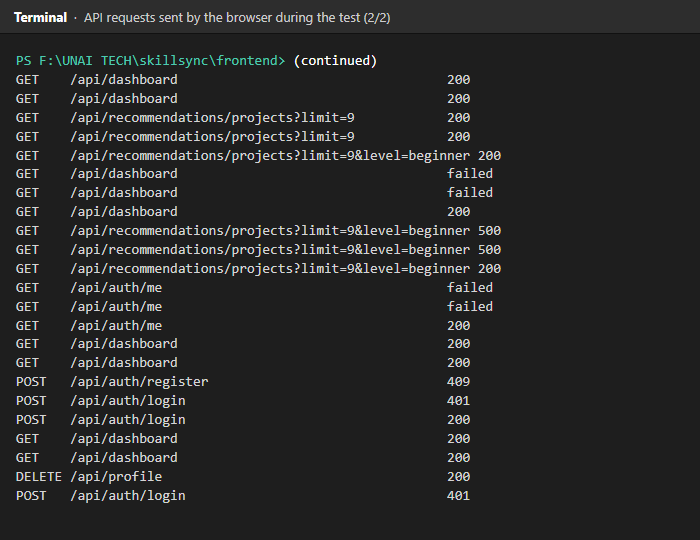 Terminal · API requests sent by the browser during the test (2/2)
PS F:\UNAI TECH\skillsync\frontend> (continued)
GET /api/dashboard 200
GET /api/dashboard 200
GET /api/recommendations/projects?limit=9 200
GET /api/recommendations/projects?limit=9 200
GET /api/recommendations/projects?limit=9&level=beginner 200
GET /api/dashboard failed
GET /api/dashboard failed
GET /api/dashboard 200
GET /api/recommendations/projects?limit=9&level=beginner 500
GET /api/recommendations/projects?limit=9&level=beginner 500
GET /api/recommendations/projects?limit=9&level=beginner 200
GET /api/auth/me failed
GET /api/auth/me failed
GET /api/auth/me 200
GET /api/dashboard 200
GET /api/dashboard 200
POST /api/auth/register 409
POST /api/auth/login 401
POST /api/auth/login 200
GET /api/dashboard 200
GET /api/dashboard 200
DELETE /api/profile 200
POST /api/auth/login 401